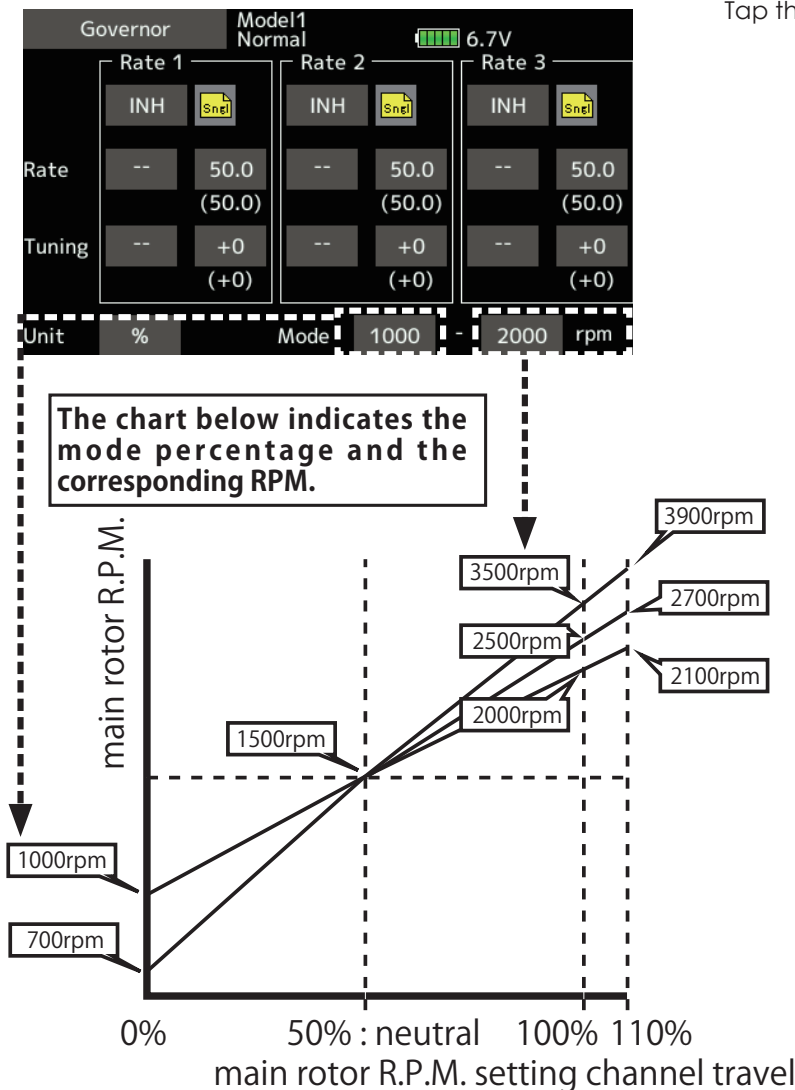 Tap th
Governor Model1 6.7V
Normal
Rate 1 Rate 2 Rate 3
INH Sngl INH Sngl INH Sngl
Rate -- 50.0 -- 50.0 -- 50.0
(50.0) (50.0) (50.0)
Tuning -- +0 -- +0 -- +0
(+0) (+0) (+0)
Unit % Mode 1000 - 2000 rpm
The chart below indicates the
mode percentage and the
corresponding RPM.
main rotor R.P.M.
3900rpm
3500rpm
2700rpm
2500rpm
2100rpm
2000rpm
1500rpm
1000rpm
700rpm
0% 50% : neutral 100% 110%
main rotor R.P.M. setting channel travel